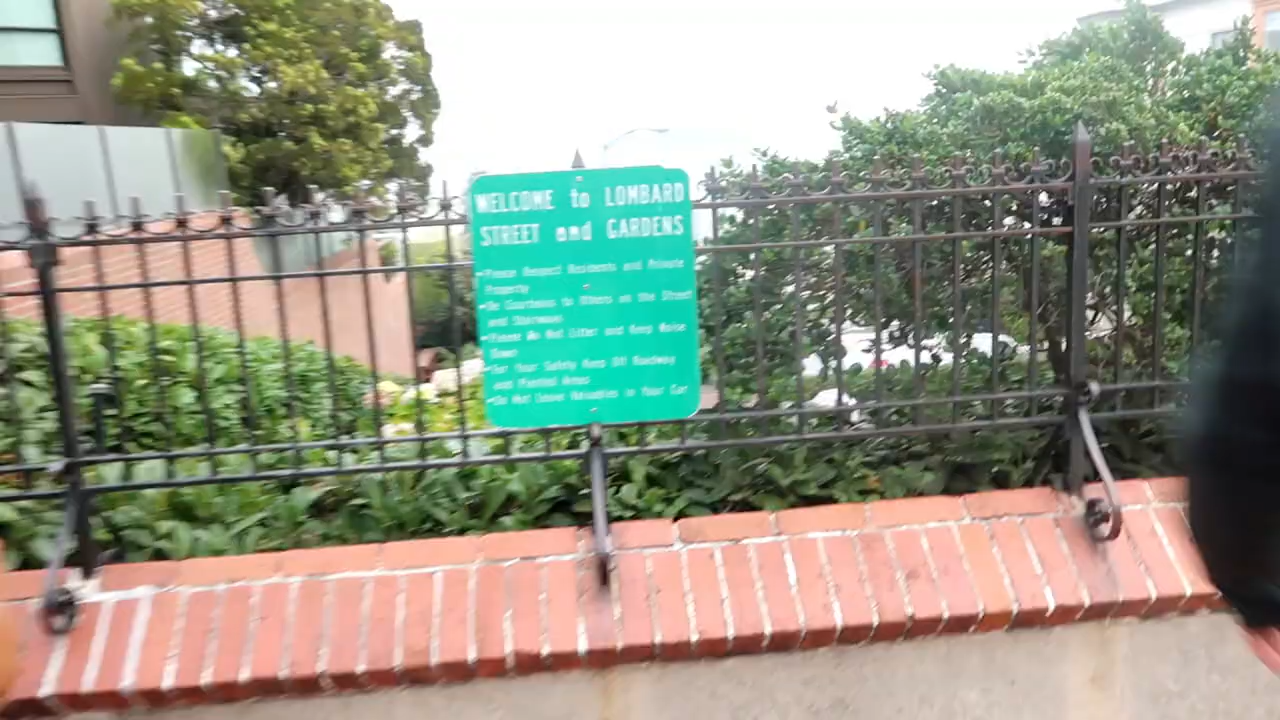 WELCOME to LOMBARD
STREET and GARDENS
Please Respect Residents and Private
Property
Be Courteous to Others on the Street
and Stairways
Please Do Not Litter and Keep Noise
Down
For Your Safety Keep Off Roadway
and Planted Areas
Do Not leave Valuables in Your Car